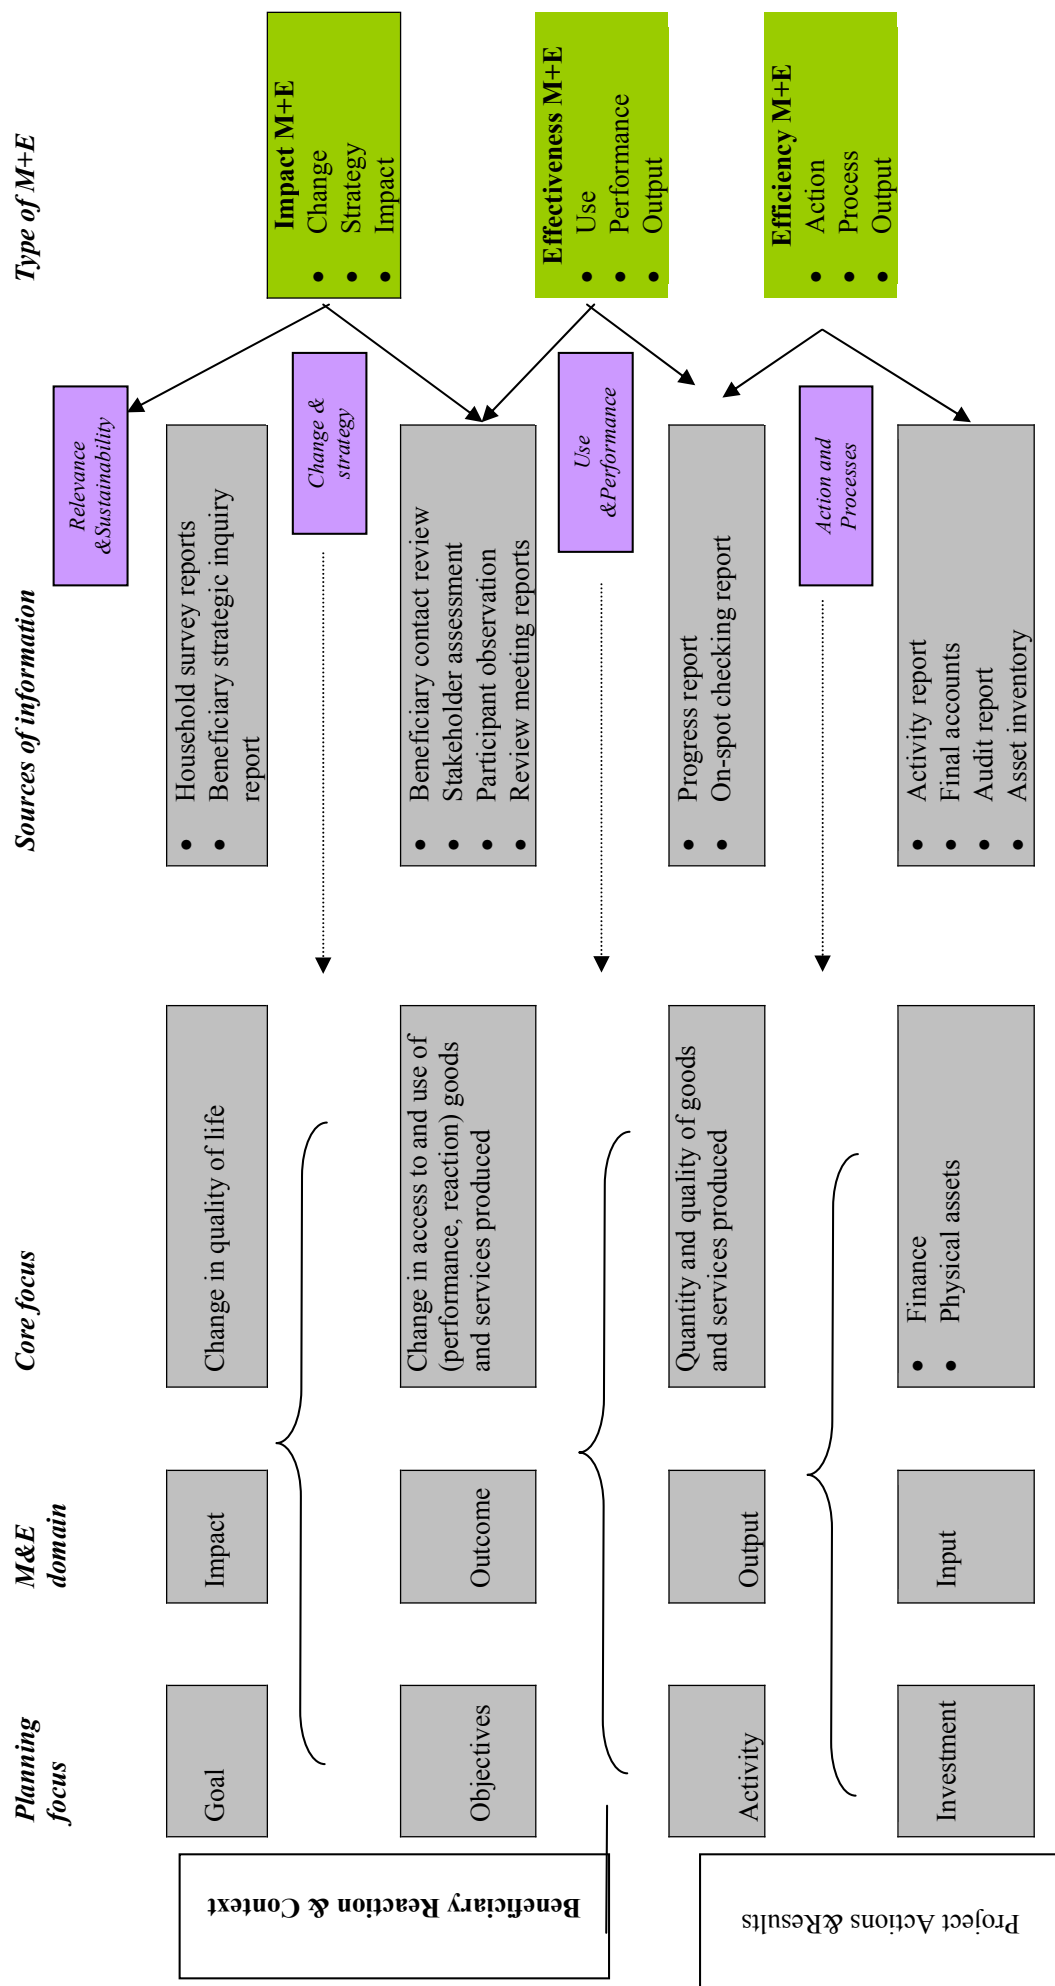 Planning
focus
M&E
domain
Core focus
Sources of information
Type of M+E
Beneficiary Reaction & Context
Goal
Impact
Change in quality of life
• Household survey reports
• Beneficiary strategic inquiry
report
Relevance
&Sustainability
Impact M+E
• Change
• Strategy
• Impact
Change &
strategy
Objectives
Outcome
Change in access to and use of
(performance, reaction) goods
and services produced
• Beneficiary contact review
• Stakeholder assessment
• Participant observation
• Review meeting reports
Effectiveness M+E
• Use
• Performance
• Output
Use
&Performance
Project Actions &Results
Activity
Output
Quantity and quality of goods
and services produced
• Progress report
• On-spot checking report
Efficiency M+E
• Action
• Process
• Output
Action and
Processes
Investment
Input
• Finance
• Physical assets
• Activity report
• Final accounts
• Audit report
• Asset inventory